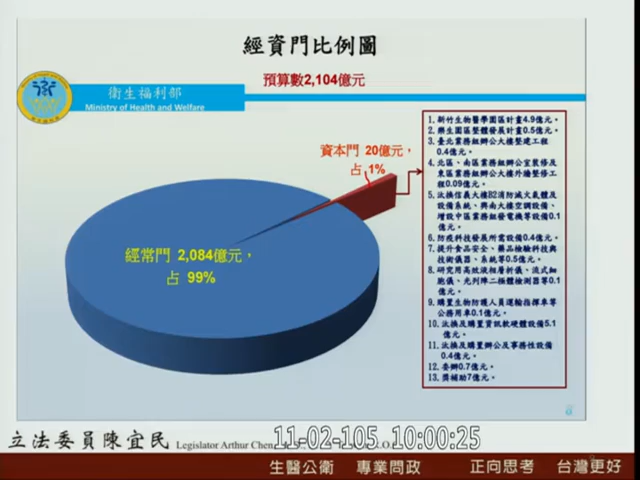 經資門比例圖
預算數2,104億元
衛生福利部
Ministry of Health and Welfare
資本門 20億元，
占 1%
經常門 2,084億元，
占 99%
1. 新竹生物醫學園區計畫4.9億元。
2. 樂生園區整體發展計畫0.5億元。
3. 臺北業務組辦公大樓整建工程
0.4億元。
4. 北區、南區業務組辦公室裝修及
東區業務組辦公大樓外牆整修工
程0.09億元。
5. 汰換信義大樓B2消防滅火氣體及
設備系統、興南大樓空調設備、
增設中區業務組發電機等設備0.1
億元。
6. 防疫科技發展所需設備0.4億元。
7. 提升食品安全、藥品檢驗科技與
技術儀器、系統等0.5億元。
8. 研究用高效液相層析儀、流式細
胞儀、光列陣二極體檢測器等0.1
億元。
9. 購置生物防護人員運輸指揮車等
公務用車0.1億元。
10. 汰換及購置資訊軟硬體設備5.1
億元。
11. 汰換及購置辦公及事務性設備
0.4億元。
12. 委辦0.7億元。
13. 獎補助7億元。
立法委員陳宜民 Legislator Arthur Chen
11-02-105 10:00:25
生醫公衛 專業問政 正向思考 台灣更好